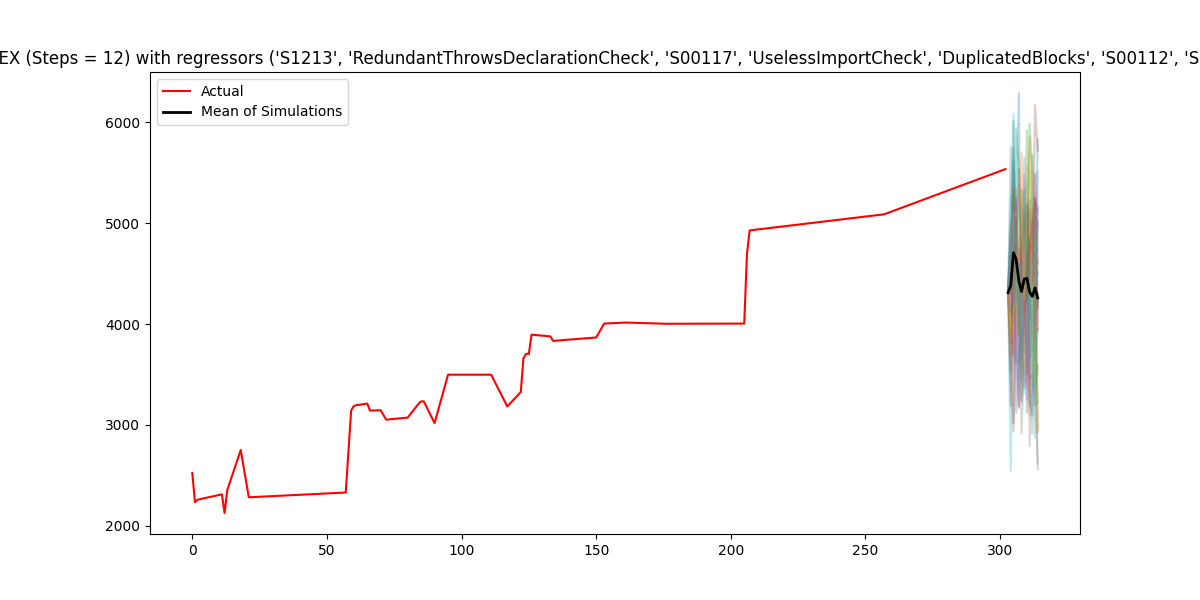 EX (Steps = 12) with regressors ('S1213', 'RedundantThrowsDeclarationCheck', 'S00117', 'UselessImportCheck', 'DuplicatedBlocks', 'S00112', 'S
Actual
Mean of Simulations
6000
5000
4000
3000
2000
0 50 100 150 200 250 300